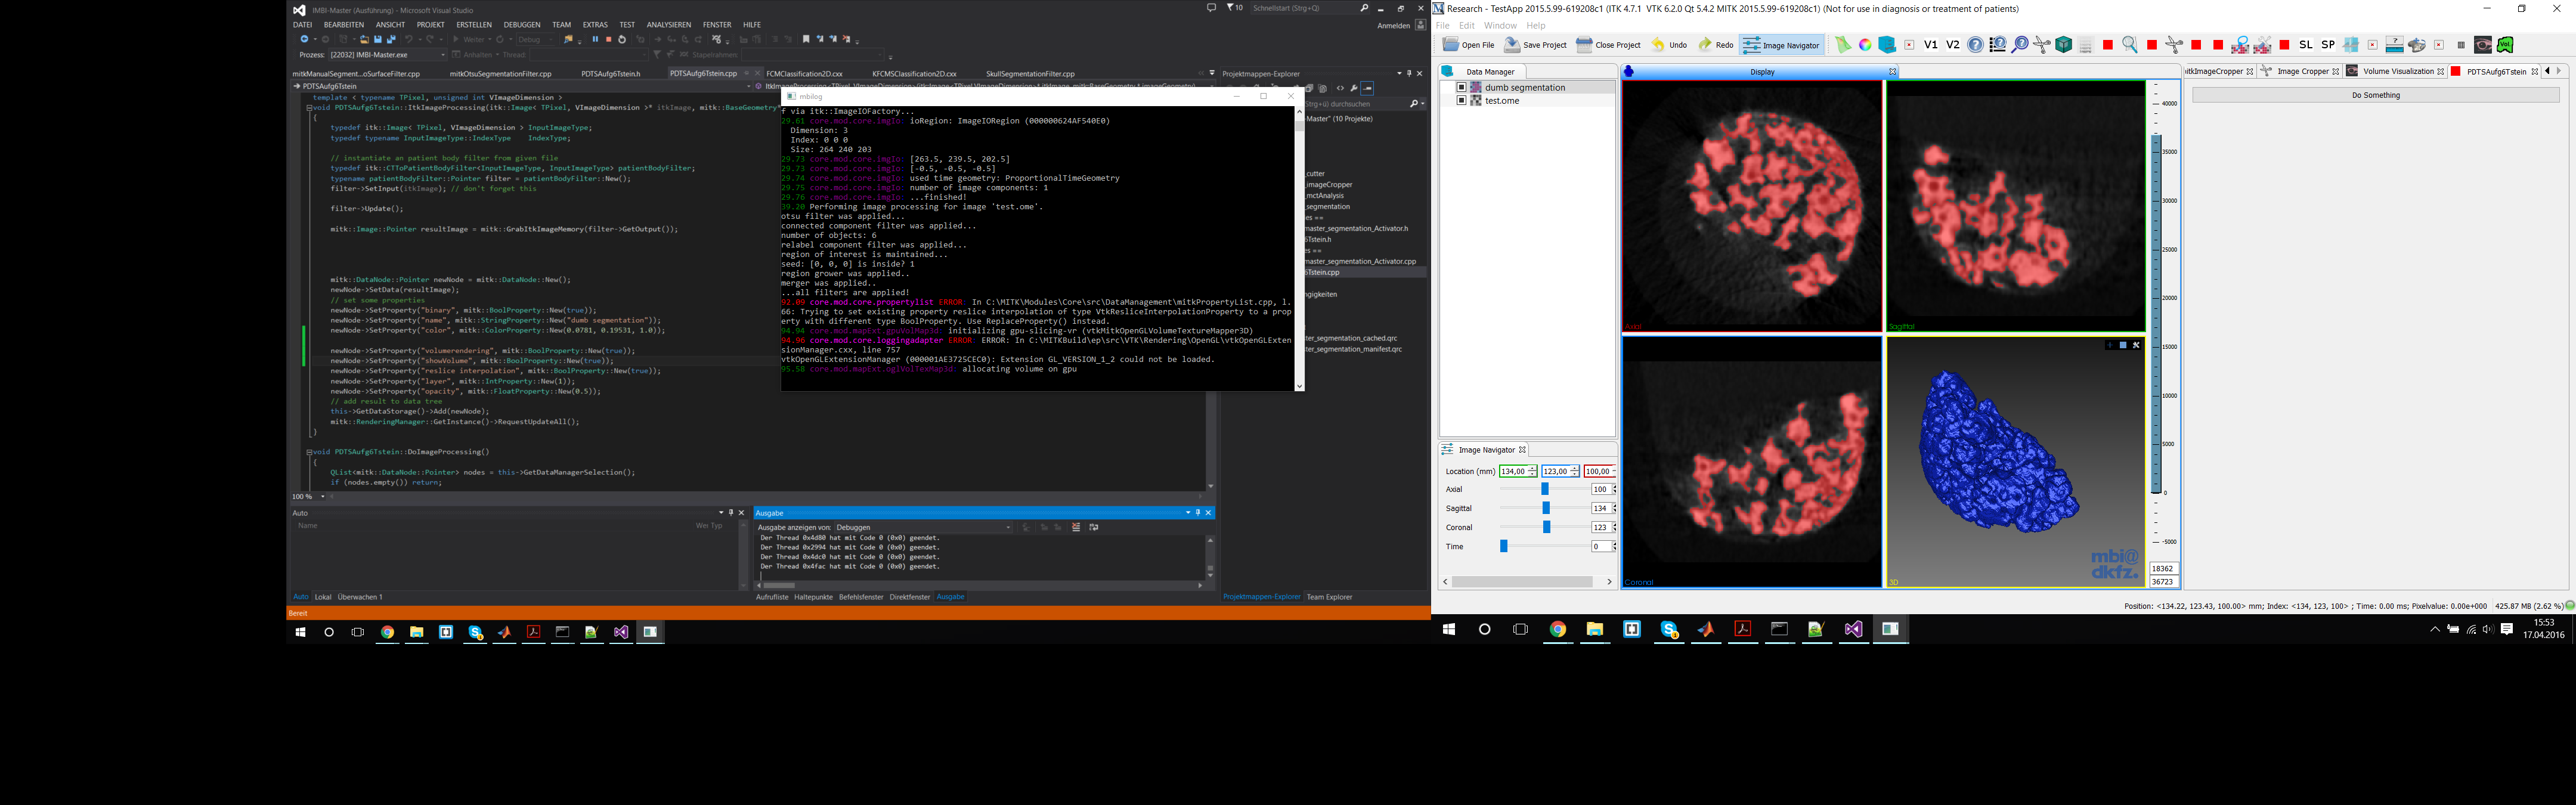 IMBI-Master (Ausführung) - Microsoft Visual Studio
10
Schnellstart (Strg+Q)
DATEI BEARBEITEN ANSICHT PROJEKT ERSTELLEN DEBUGGEN TEAM EXTRAS TEST ANALYSIEREN FENSTER HILFE
Anmelden
Weiter Debug
Prozess: [22032] IMBI-Master.exe Anhalten Thread: Stapelrahmen:
mitkManualSegment...oSurfaceFilter.cpp mitkOtsuSegmentationFilter.cpp PDTSAufg6Tstein.h PDTSAufg6Tstein.cpp FCMClassification2D.cxx KFCMSClassification2D.cxx SkullSegmentationFilter.cpp
PDTSAufg6Tstein
template < typename TPixel, unsigned int VImageDimension >
void PDTSAufg6Tstein::ItkImageProcessing(itk::Image< TPixel, VImageDimension >* itkImage, mitk::BaseGeometry*
{
typedef itk::Image< TPixel, VImageDimension > InputImageType;
typedef typename InputImageType::IndexType IndexType;
// instantiate an patient body filter from given file
typedef itk::CTToPatientBodyFilter<InputImageType, InputImageType> patientBodyFilter;
typename patientBodyFilter::Pointer filter = patientBodyFilter::New();
filter->SetInput(itkImage); // don't forget this
filter->Update();
mitk::Image::Pointer resultImage = mitk::GrabItkImageMemory(filter->GetOutput());
mitk::DataNode::Pointer newNode = mitk::DataNode::New();
newNode->SetData(resultImage);
// set some properties
newNode->SetProperty("binary", mitk::BoolProperty::New(true));
newNode->SetProperty("name", mitk::StringProperty::New("dumb segmentation"));
newNode->SetProperty("color", mitk::ColorProperty::New(0.0781, 0.19531, 1.0));
newNode->SetProperty("volumerendering", mitk::BoolProperty::New(true));
newNode->SetProperty("showVolume", mitk::BoolProperty::New(true));
newNode->SetProperty("reslice interpolation", mitk::BoolProperty::New(true));
newNode->SetProperty("layer", mitk::IntProperty::New(1));
newNode->SetProperty("opacity", mitk::FloatProperty::New(0.5));
// add result to data tree
this->GetDataStorage()->Add(newNode);
mitk::RenderingManager::GetInstance()->RequestUpdateAll();
}
void PDTSAufg6Tstein::DoImageProcessing()
{
QList<mitk::DataNode::Pointer> nodes = this->GetDataManagerSelection();
if (nodes.empty()) return;
100 %
mbilog
f via itk::ImageIOFactory...
29.61 core.mod.core.imgIo: ioRegion: ImageIORegion (000000624AF540E0)
Dimension: 3
Index: 0 0 0
Size: 264 240 203
29.73 core.mod.core.imgIo: [263.5, 239.5, 202.5]
29.73 core.mod.core.imgIo: [-0.5, -0.5, -0.5]
29.74 core.mod.core.imgIo: used time geometry: ProportionalTimeGeometry
29.75 core.mod.core.imgIo: number of image components: 1
29.76 core.mod.core.imgIo: ...finished!
39.20 Performing image processing for image 'test.ome'.
otsu filter was applied...
connected component filter was applied...
number of objects: 6
relabel component filter was applied...
region of interest is maintained...
seed: [0, 0, 0] is inside? 1
region grower was applied..
merger was applied..
...all filters are applied!
92.09 core.mod.core.propertylist ERROR: In C:\MITK\Modules\Core\src\DataManagement\mitkPropertyList.cpp, l.
66: Trying to set existing property reslice interpolation of type VtkResliceInterpolationProperty to a prop
erty with different type BoolProperty. Use ReplaceProperty() instead.
94.94 core.mod.mapExt.gpuVolMap3d: initializing gpu-slicing-vr (vtkMitkOpenGLVolumeTextureMapper3D)
94.96 core.mod.core.loggingadapter ERROR: ERROR: In C:\MITKBuild\ep\src\VTK\Rendering\OpenGL\vtkOpenGLExten
sionManager.cxx, line 757
vtkOpenGLExtensionManager (000001AE3725CEC0): Extension GL_VERSION_1_2 could not be loaded.
95.58 core.mod.mapExt.oglVolTexMap3d: allocating volume on gpu
Projektmappen-Explorer
-Master" (10 Projekte)
_cutter
_imageCropper
_mctAnalysis
_segmentation
es ==
master_segmentation_Activator.h
6Tstein.h
es ==
master_segmentation_Activator.cpp
6Tstein.cpp
ngigkeiten
ter_segmentation_cached.qrc
ter_segmentation_manifest.qrc
Projektmappen-Explorer Team Explorer
Auto
Name Wer Typ
Auto Lokal Überwachen 1
Ausgabe
Ausgabe anzeigen von: Debuggen
Der Thread 0x4d80 hat mit Code 0 (0x0) geendet.
Der Thread 0x2994 hat mit Code 0 (0x0) geendet.
Der Thread 0x4dc0 hat mit Code 0 (0x0) geendet.
Der Thread 0x4fac hat mit Code 0 (0x0) geendet.
Aufrufliste Haltepunkte Befehlsfenster Direktfenster Ausgabe
Bereit
Research - TestApp 2015.5.99-619208c1 (ITK 4.7.1 VTK 6.2.0 Qt 5.4.2 MITK 2015.5.99-619208c1) (Not for use in diagnosis or treatment of patients)
File Edit Window Help
Open File Save Project Close Project Undo Redo Image Navigator V1 V2 SL SP Vol
Data Manager
dumb segmentation
test.ome
Display
Axial
Sagittal
Coronal
3D
mbi@
dkfz.
40000
35000
30000
25000
20000
15000
10000
5000
0
-5000
18362
36723
itkImageCropper Image Cropper Volume Visualization PDTSAufg6Tstein
Do Something
Image Navigator
Location (mm) 134,00 123,00 100,00
Axial 100
Sagittal 134
Coronal 123
Time 0
Position: <134.22, 123.43, 100.00> mm; Index: <134, 123, 100> ; Time: 0.00 ms; Pixelvalue: 0.00e+000 425.87 MB (2.62 %)
15:53
17.04.2016